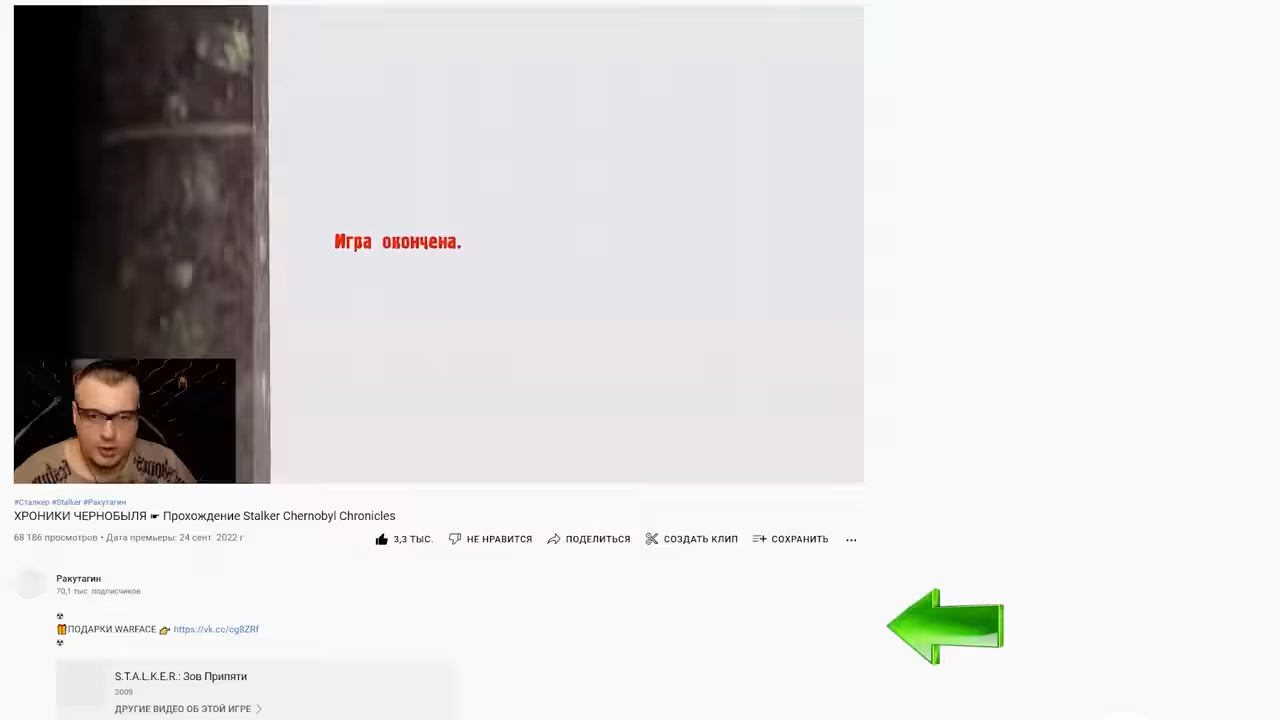 Игра окончена.
#Сталкер #Stalker #Ракутагин
ХРОНИКИ ЧЕРНОБЫЛЯ ☛ Прохождение Stalker Chernobyl Chronicles
68 186 просмотров • Дата премьеры: 24 сент. 2022 г
3,3 ТЫС. НЕ НРАВИТСЯ ПОДЕЛИТЬСЯ СОЗДАТЬ КЛИП СОХРАНИТЬ ...
Ракутагин
70,1 тыс подписчиков
☢
🎁ПОДАРКИ WARFACE 👉 https://vk.cc/cg8ZRf
☢
S.T.A.L.K.E.R.: Зов Припяти
2009
ДРУГИЕ ВИДЕО ОБ ЭТОЙ ИГРЕ